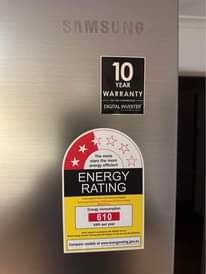 SAMSUNG
10
YEAR
WARRANTY
DIGITAL INVERTER
The more
stars the more
energy efficient
ENERGY
RATING
Energy consumption
610
kWh per year
Compare models at www.energyrating.gov.au